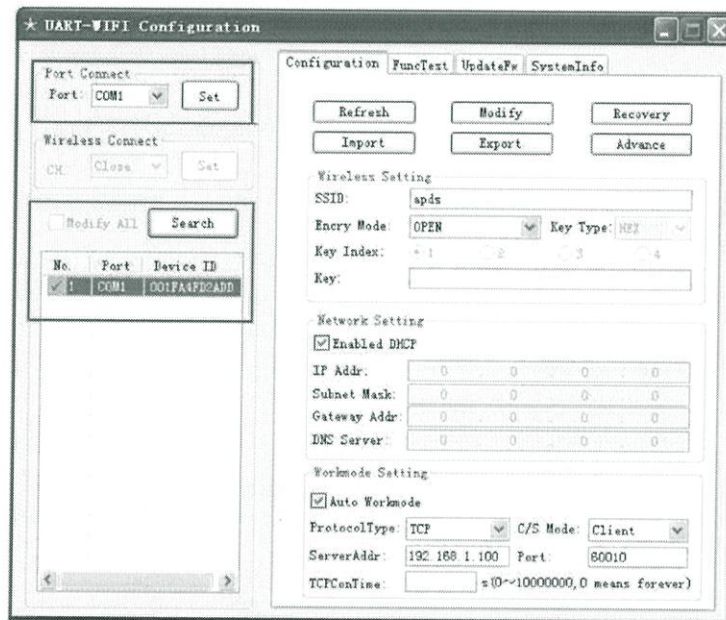 UART-WIFI Configuration
Port Connect
Port: COM1 Set
Wireless Connect
CH: Close Set
Modify All Search
No. Port Device ID
1 COM1 001FA4FD2ADD
Configuration FuncTest UpdateFw SystemInfo
Refresh Modify Recovery
Import Export Advance
Wireless Setting
SSID: apds
Encry Mode: OPEN Key Type: HEX
Key Index: 1 2 3 4
Key:
Network Setting
Enabled DHCP
IP Addr: 0 . 0 . 0 . 0
Subnet Mask: 0 . 0 . 0 . 0
Gateway Addr: 0 . 0 . 0 . 0
DNS Server: 0 . 0 . 0 . 0
Workmode Setting
Auto Workmode
ProtocolType: TCP C/S Mode: Client
ServerAddr: 192.168.1.100 Port: 60010
TCPConTime: s(0~10000000,0 means forever)